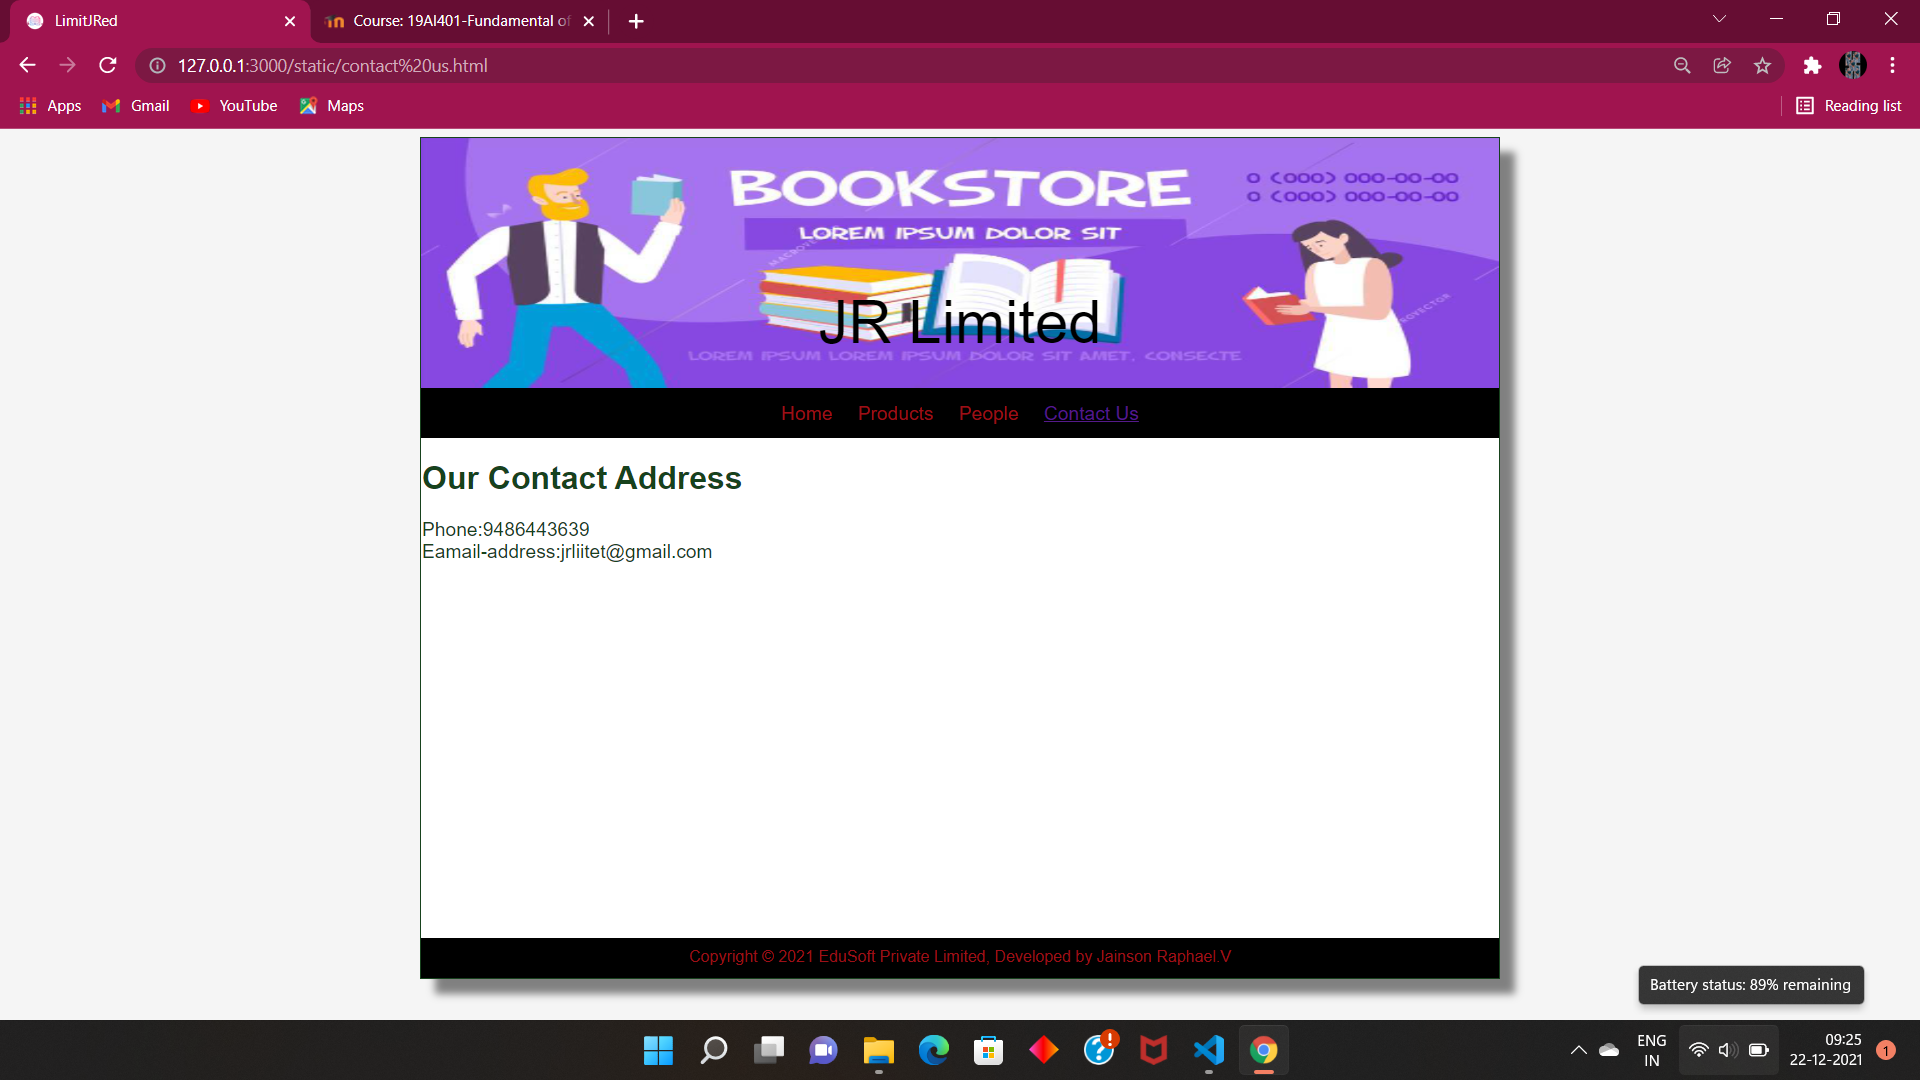 LimitJRed
Course: 19AI401-Fundamental of
127.0.0.1:3000/static/contact%20us.html
Apps
Gmail
YouTube
Maps
Reading list
BOOKSTORE
0 (000) 000-00-00
0 (000) 000-00-00
LOREM IPSUM DOLOR SIT
JR Limited
LOREM IPSUM LOREM IPSUM DOLOR SIT AMET, CONSECTE
Home Products People Contact Us
Our Contact Address
Phone:9486443639
Eamail-address:jrliitet@gmail.com
Copyright © 2021 EduSoft Private Limited, Developed by Jainson Raphael.V
Battery status: 89% remaining
ENG
IN
09:25
22-12-2021
1